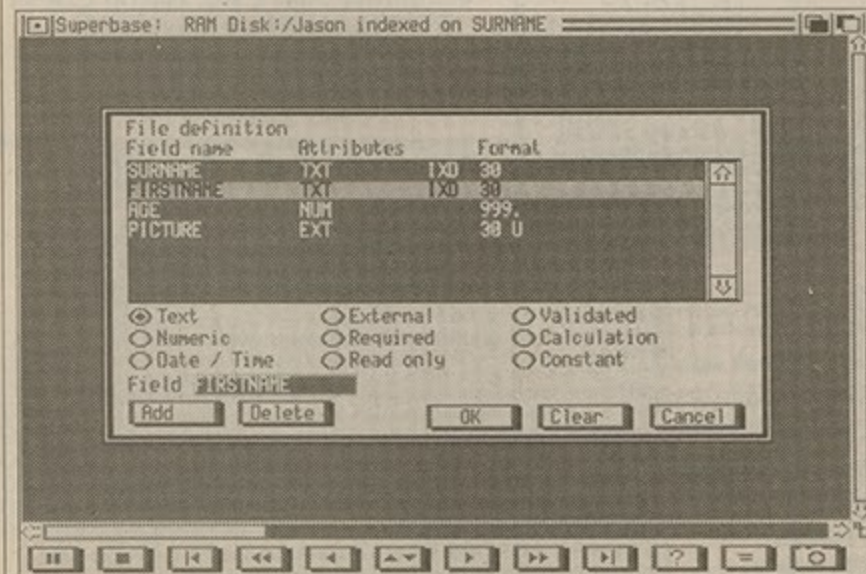 Superbase: RAM Disk:/Jason indexed on SURNAME
File definition
Field name Attributes Format
SURNAME TXT IXD 30
FIRSTNAME TXT IXD 30
AGE NUM 999.
PICTURE EXT 30 U
Text External Validated
Numeric Required Calculation
Date / Time Read only Constant
Field FIRSTNAME
Add Delete OK Clear Cancel
? =